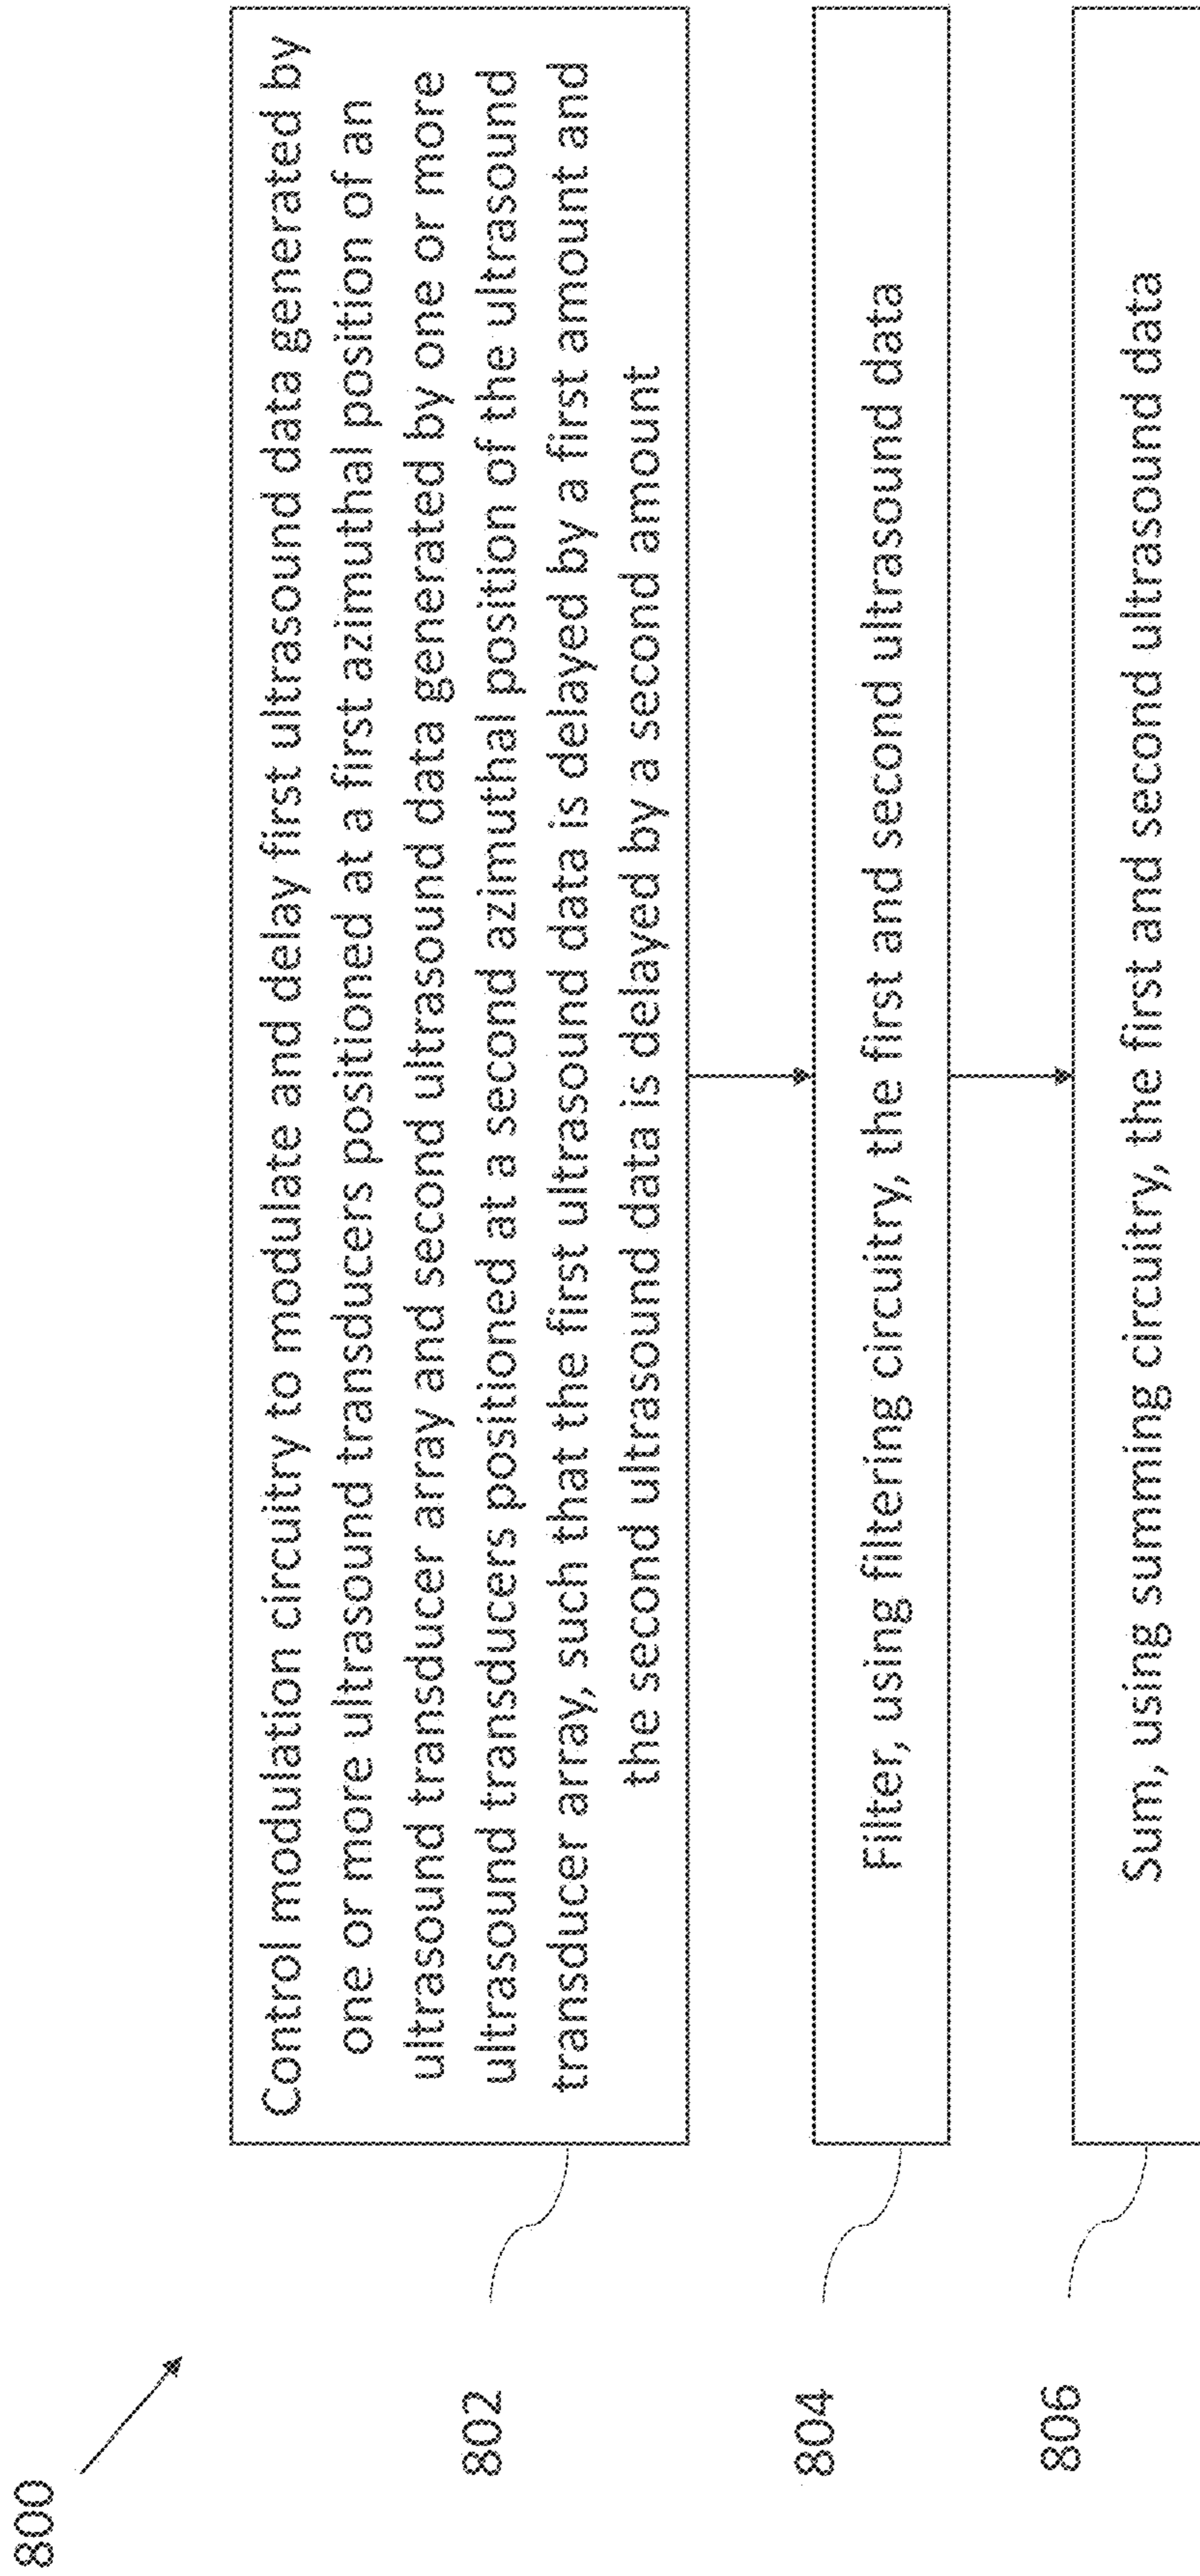 800
802
Control modulation circuitry to modulate and delay first ultrasound data generated by
one or more ultrasound transducers positioned at a first azimuthal position of an
ultrasound transducer array and second ultrasound data generated by one or more
ultrasound transducers positioned at a second azimuthal position of the ultrasound
transducer array, such that the first ultrasound data is delayed by a first amount and
the second ultrasound data is delayed by a second amount
804
Filter, using filtering circuitry, the first and second ultrasound data
806
Sum, using summing circuitry, the first and second ultrasound data